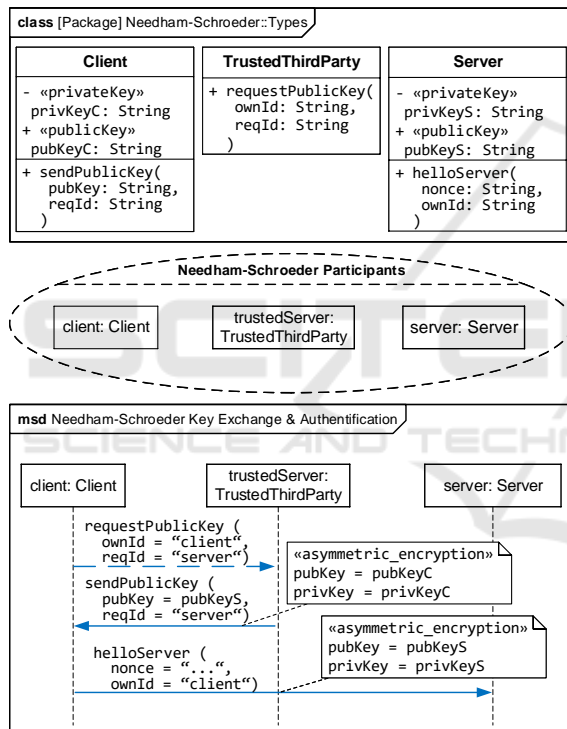 class [Package] Needham-Schroeder::Types
Client
- «privateKey»
privKeyC: String
+ «publicKey»
pubKeyC: String
+ sendPublicKey(
pubKey: String,
reqId: String
)
TrustedThirdParty
+ requestPublicKey(
ownId: String,
reqId: String
)
Server
- «privateKey»
privKeyS: String
+ «publicKey»
pubKeyS: String
+ helloServer(
nonce: String,
ownId: String
)
Needham-Schroeder Participants
client: Client
trustedServer:
TrustedThirdParty
server: Server
msd Needham-Schroeder Key Exchange & Authentification
SCIENCE AND TECHN
client: Client
trustedServer:
TrustedThirdParty
server: Server
requestPublicKey (
ownId = “client“,
reqId = “server“)
«asymmetric_encryption»
pubKey = pubKeyC
privKey = privKeyC
sendPublicKey (
pubKey = pubKeyS,
reqId = “server“)
«asymmetric_encryption»
pubKey = pubKeyS
privKey = privKeyS
helloServer (
nonce = “...“,
ownId = “client“)